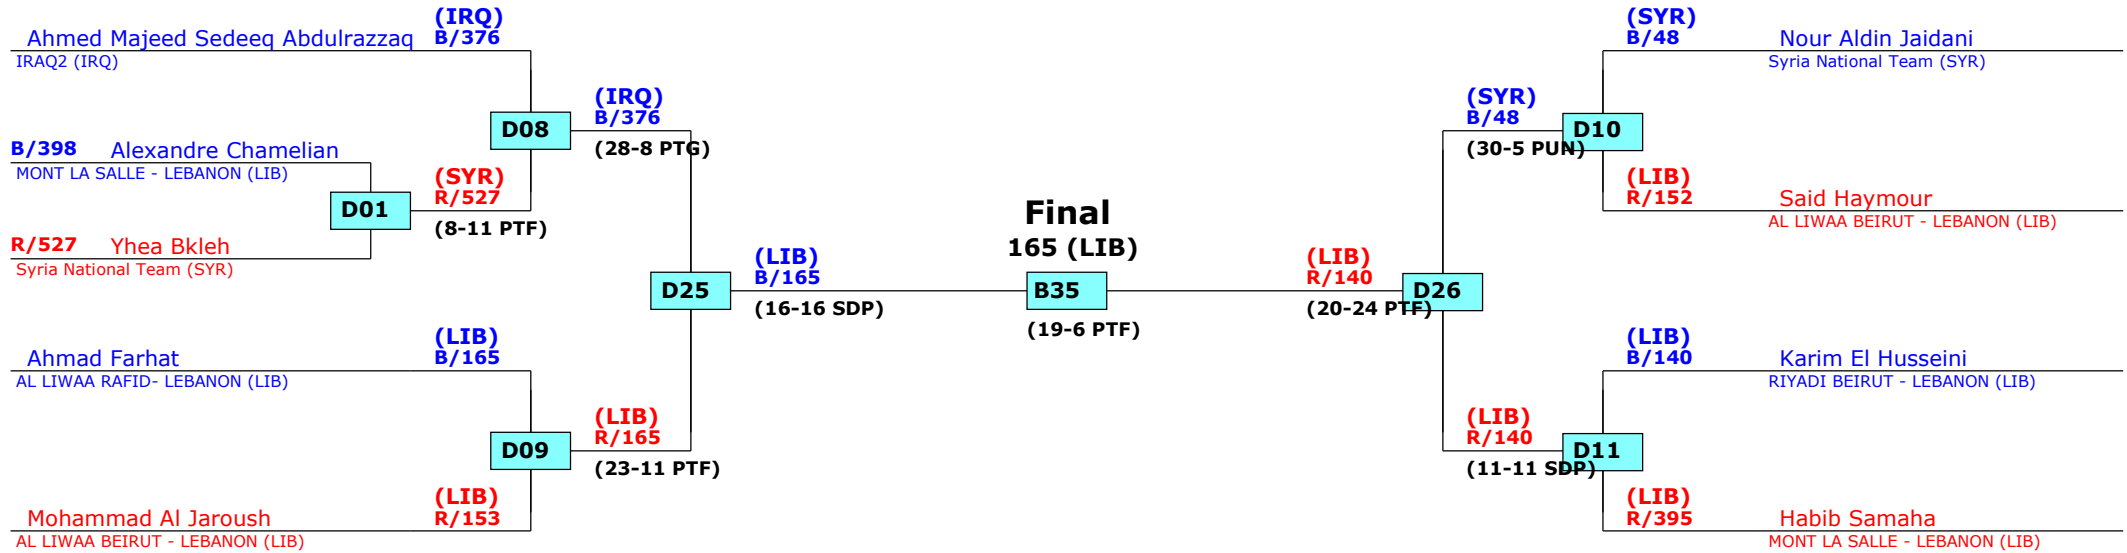 (IRQ)
Ahmed Majeed Sedeeq Abdulrazzaq B/376
IRAQ2 (IRQ)
D08
(IRQ)
B/376
(28-8 PTG)
B/398 Alexandre Chamelian
MONT LA SALLE - LEBANON (LIB)
D01
(SYR)
R/527
(8-11 PTF)
R/527 Yhea Bkleh
Syria National Team (SYR)
D25
(LIB)
B/165
(16-16 SDP)
(LIB)
Ahmad Farhat B/165
AL LIWAA RAFID- LEBANON (LIB)
D09
(LIB)
R/165
(23-11 PTF)
(LIB)
Mohammad Al Jaroush R/153
AL LIWAA BEIRUT - LEBANON (LIB)
Final
165 (LIB)
B35
(19-6 PTF)
(SYR)
B/48 Nour Aldin Jaidani
Syria National Team (SYR)
(SYR)
B/48
D10
(30-5 PUN)
(LIB)
R/152 Said Haymour
AL LIWAA BEIRUT - LEBANON (LIB)
(LIB)
R/140
D26
(20-24 PTF)
(LIB)
B/140 Karim El Husseini
RIYADI BEIRUT - LEBANON (LIB)
(LIB)
R/140
D11
(11-11 SDP)
(LIB)
R/395 Habib Samaha
MONT LA SALLE - LEBANON (LIB)